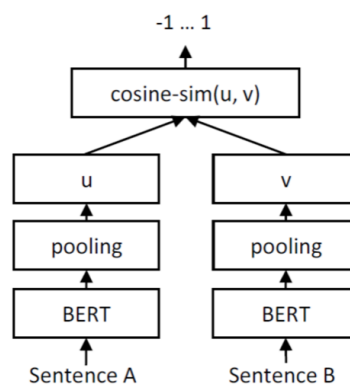 -1 … 1
cosine-sim(u, v)
u
v
pooling
pooling
BERT
BERT
Sentence A
Sentence B